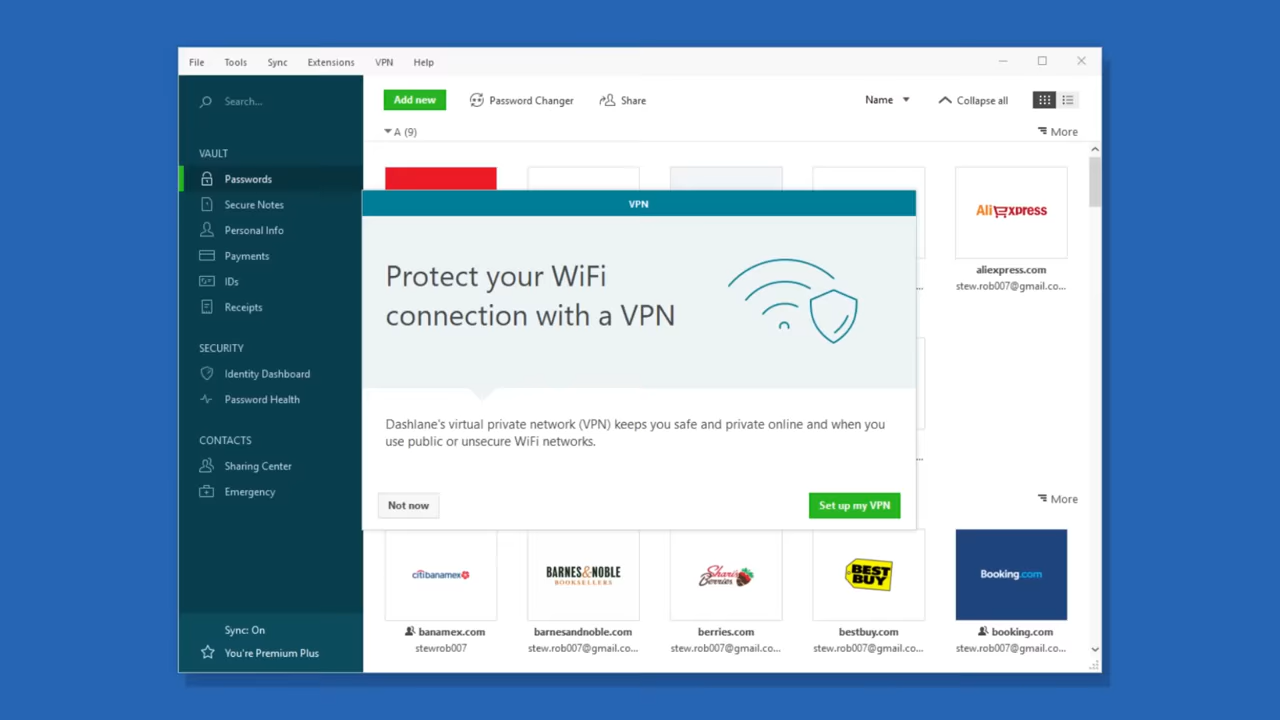 File Tools Sync Extensions VPN Help
Search...
Add new Password Changer Share Name Collapse all
A (9) More
VAULT
Passwords
Secure Notes
Personal Info
Payments
IDs
Receipts
SECURITY
Identity Dashboard
Password Health
CONTACTS
Sharing Center
Emergency
Sync: On
You're Premium Plus
AliExpress
aliexpress.com
stew.rob007@gmail.co...
VPN
Protect your WiFi
connection with a VPN
Dashlane's virtual private network (VPN) keeps you safe and private online and when you
use public or unsecure WiFi networks.
Not now Set up my VPN
More
citibanamex
banamex.com
stewrob007
BARNES&NOBLE
BOOKSELLERS
barnesandnoble.com
stew.rob007@gmail.co...
Shari's
Berries
berries.com
stew.rob007@gmail.co...
BEST
BUY
bestbuy.com
stew.rob007@gmail.co...
Booking.com
booking.com
stew.rob007@gmail.co...